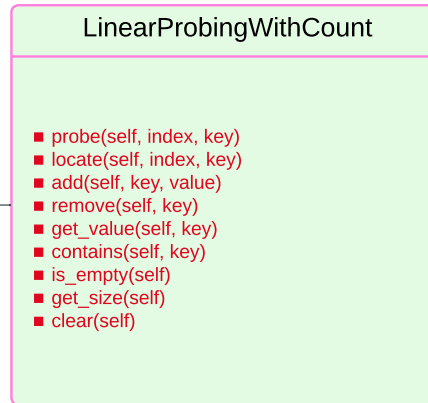 LinearProbingWithCount
probe(self, index, key)
locate(self, index, key)
add(self, key, value)
remove(self, key)
get_value(self, key)
contains(self, key)
is_empty(self)
get_size(self)
clear(self)